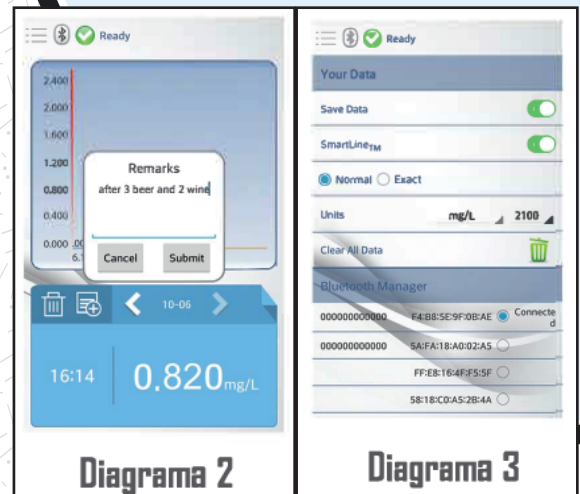 Ready
2.400
2.000
1.600
1.200
0.800
0.400
0.000
Remarks
after 3 beer and 2 wine
Cancel Submit
10-06
16:14 0.820mg/L
Diagrama 2
Ready
Your Data
Save Data
SmartLineTM
Normal Exact
Units mg/L 2100
Clear All Data
Bluetooth Manager
000000000000 F4:B8:5E:9F:0B:AE Connecte
d
000000000000 5A:FA:18:A0:02:A5
FF:E8:16:4F:F5:5F
58:18:C0:A5:2B:4A
Diagrama 3